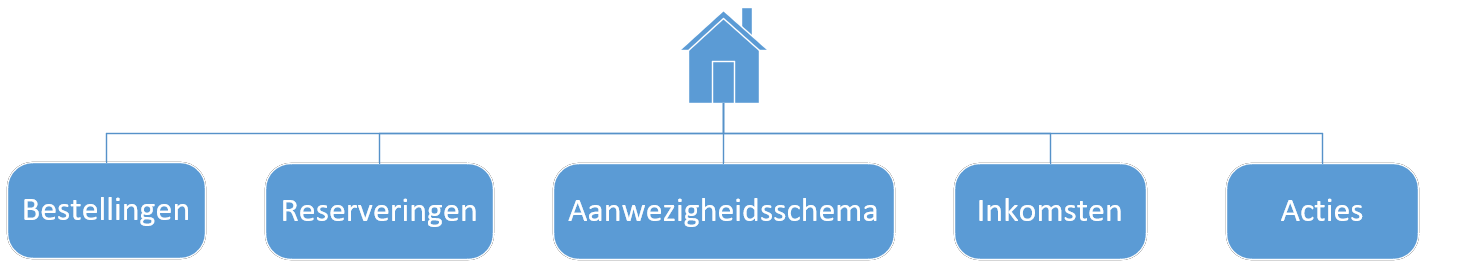 Bestellingen
Reserveringen
Aanwezigheidsschema
Inkomsten
Acties